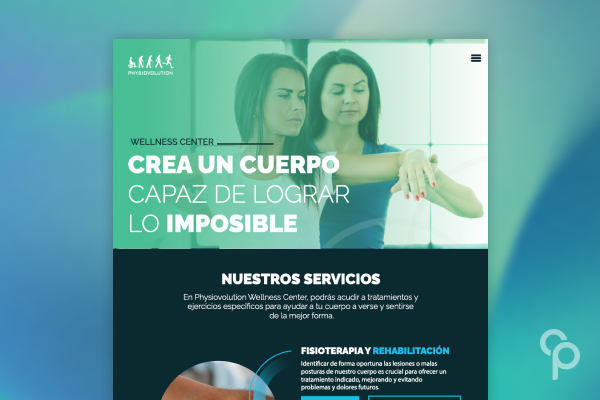 PHYSIOVOLUTION
WELLNESS CENTER
CREA UN CUERPO
CAPAZ DE LOGRAR
LO IMPOSIBLE
NUESTROS SERVICIOS
En Physiovolution Wellness Center, podrás acudir a tratamientos y
ejercicios específicos para ayudar a tu cuerpo a verse y sentirse
de la mejor forma.
FISIOTERAPIA Y REHABILITACIÓN
Identificar de forma oportuna las lesiones o malas
posturas de nuestro cuerpo es crucial para ofrecer un
tratamiento indicado, mejorando y evitando
problemas y dolores futuros.